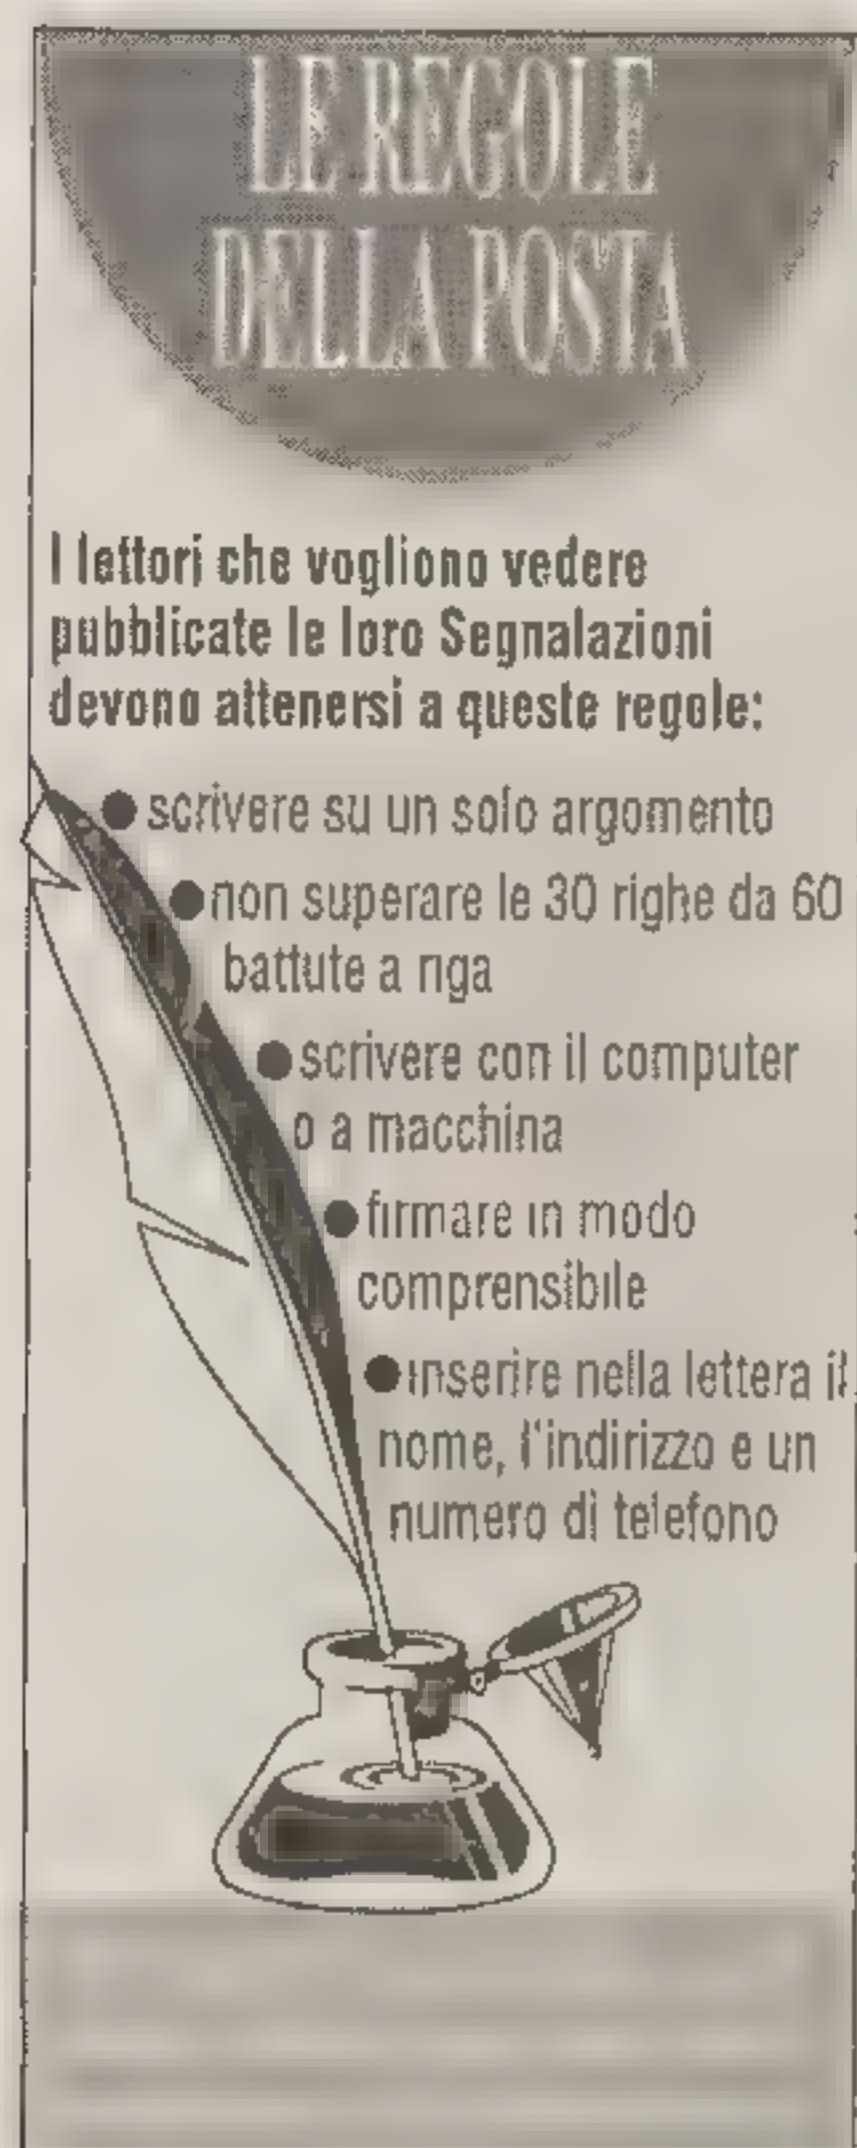 LE REGOLE
DELLA POSTA
I lettori che vogliono vedere
pubblicate le loro Segnalazioni
devono attenersi a queste regole:
● scrivere su un solo argomento
● non superare le 30 righe da 60
battute a riga
● scrivere con il computer
o a macchina
● firmare in modo
comprensibile
● inserire nella lettera il
nome, l'indirizzo e un
numero di telefono